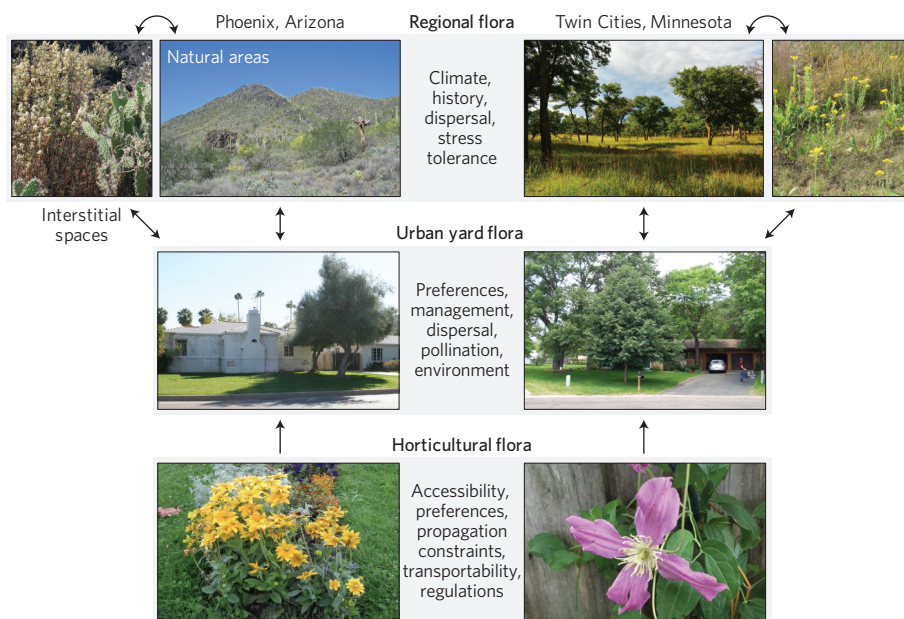 Phoenix, Arizona
Regional flora
Twin Cities, Minnesota
Natural areas
Climate,
history,
dispersal,
stress
tolerance
Interstitial
spaces
Urban yard flora
Preferences,
management,
dispersal,
pollination,
environment
Horticultural flora
Accessibility,
preferences,
propagation
constraints,
transportability,
regulations